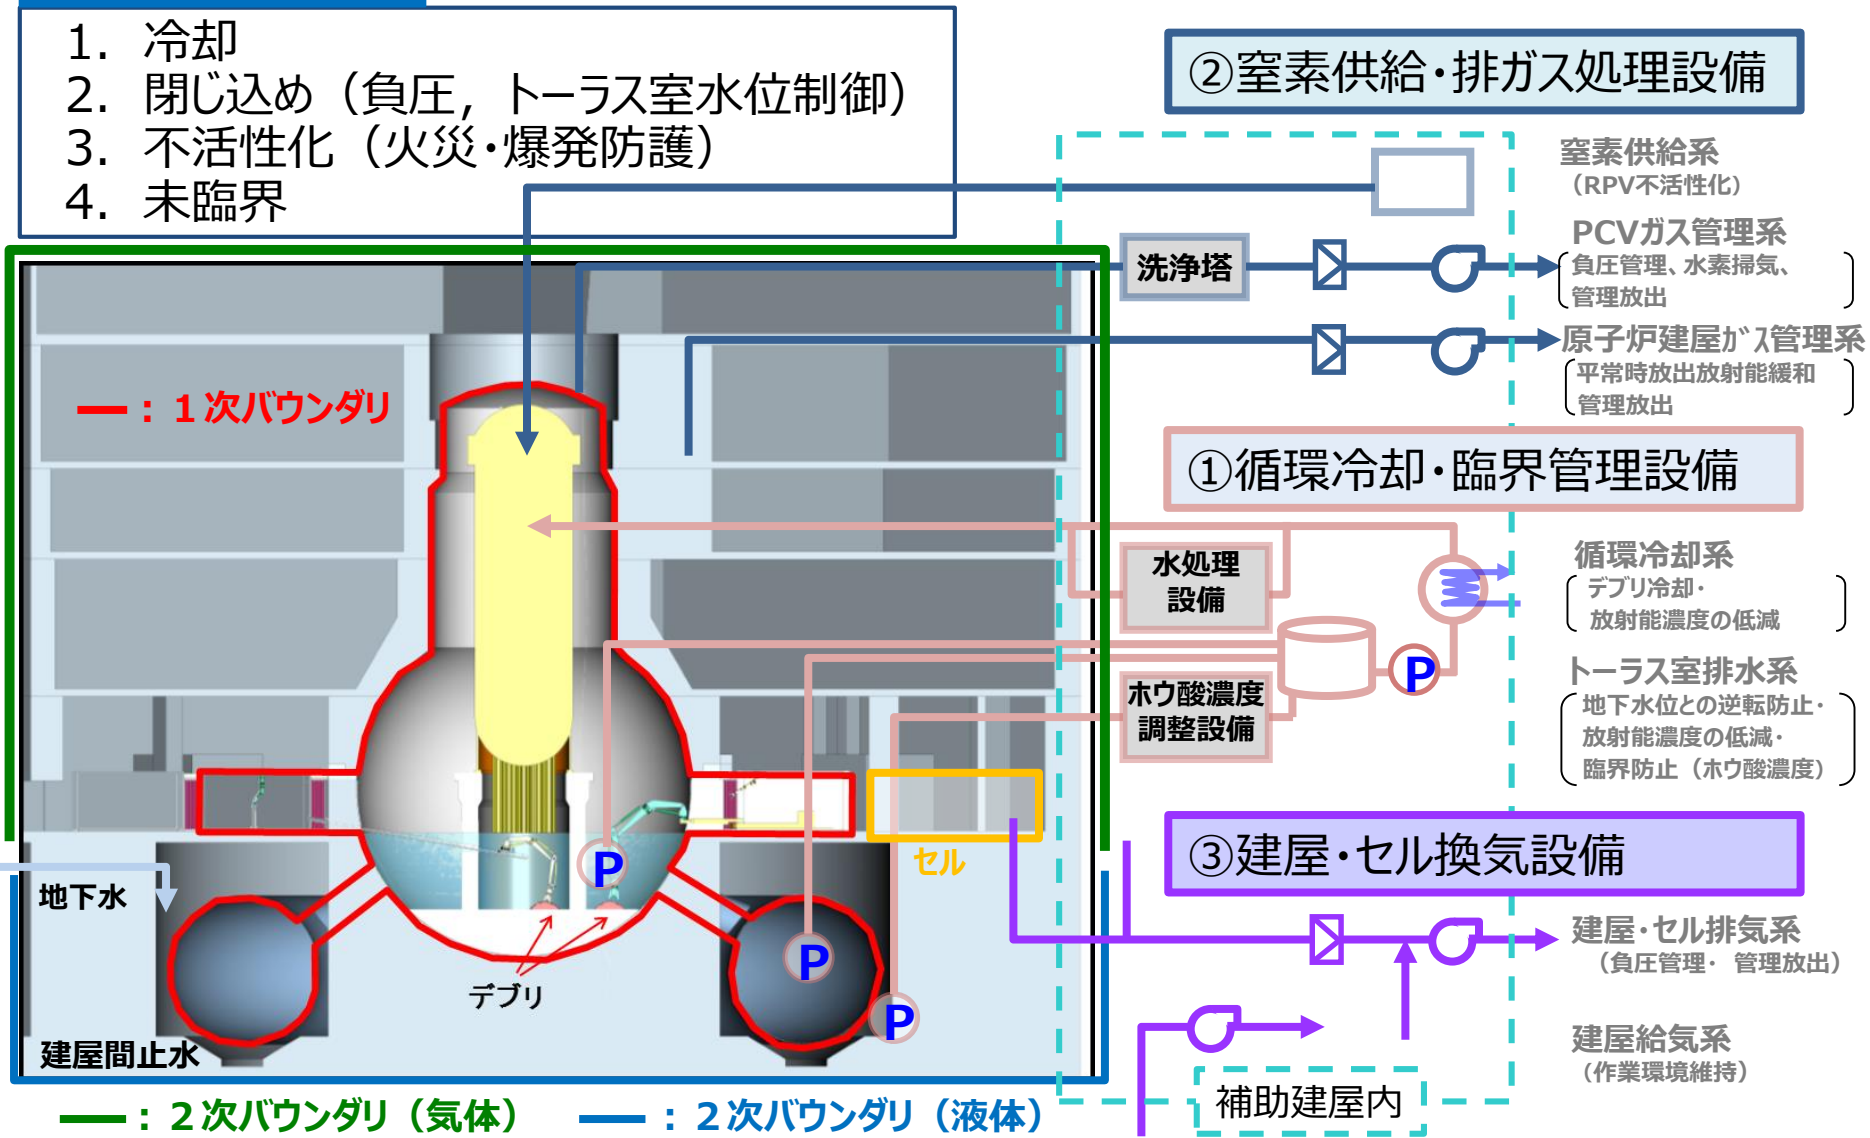 1. 冷却
2. 閉じ込め（負圧, トーラス室水位制御）
3. 不活性化（火災・爆発防護）
4. 未臨界
②窒素供給・排ガス処理設備
窒素供給系
（RPV不活性化）
PCVガス管理系
負圧管理、水素掃気、
管理放出
洗浄塔
原子炉建屋ｶﾞｽ管理系
平常時放出放射能緩和
管理放出
━：１次バウンダリ
①循環冷却・臨界管理設備
水処理
設備
循環冷却系
デブリ冷却・
放射能濃度の低減
P
ホウ酸濃度
調整設備
トーラス室排水系
地下水位との逆転防止・
放射能濃度の低減・
臨界防止（ホウ酸濃度）
③建屋・セル換気設備
セル
P
地下水
P
デブリ
P
建屋・セル排気系
（負圧管理・ 管理放出）
建屋間止水
建屋給気系
（作業環境維持）
補助建屋内
━：２次バウンダリ（気体）
━：２次バウンダリ（液体）